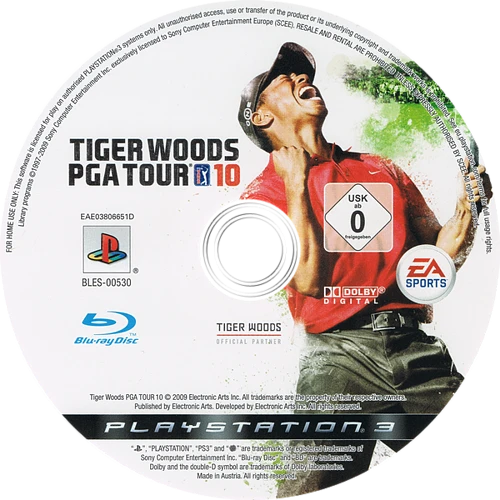 FOR HOME USE ONLY: This software is licensed for play on authorised PLAYSTATION®3 systems only. All unauthorised access, use or transfer of the product or its underlying copyright and trademark
Library programs ©1997-2009 Sony Computer Entertainment Inc. exclusively licensed to Sony Computer Entertainment Europe (SCEE). RESALE AND RENTAL ARE PROHIBITED
TIGER WOODS
PGA TOUR 10
EAE03806651D
BLES-00530
USK
ab
0
freigegeben
EA
SPORTS
DOLBY
DIGITAL
Blu-ray Disc™
TIGER WOODS
OFFICIAL PARTNER
Tiger Woods PGA TOUR 10 © 2009 Electronic Arts Inc. All trademarks are the property of their respective owners.
Published by Electronic Arts. Developed by Electronic Arts Inc.
PLAYSTATION 3
", "PLAYSTATION", "PS3" and " " are trademarks or registered trademarks of
Sony Computer Entertainment Inc. "Blu-ray Disc" and "BD" are trademarks.
Dolby and the double-D symbol are trademarks of Dolby Laboratories.
Made in Austria. All rights reserved.